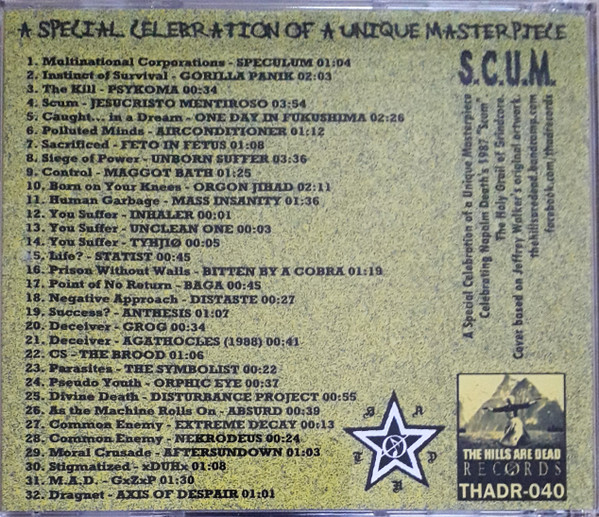 A SPECIAL CELEBRATION OF A UNIQUE MASTERPIECE
1. Multinational Corporations - SPECULUM 01:04
2. Instinct of Survival - GORILLA PANIK 02:03
3. The Kill - PSYKOMA 00:34
4. Scum - JESUCRISTO MENTIROSO 03:54
5. Caught... in a Dream - ONE DAY IN FUKUSHIMA 02:26
6. Polluted Minds - AIRCONDITIONER 01:12
7. Sacrificed - FETO IN FETUS 01:08
8. Siege of Power - UNBORN SUFFER 03:36
9. Control - MAGGOT BATH 01:25
10. Born on Your Knees - ORGON JIHAD 02:11
11. Human Garbage - MASS INSANITY 01:36
12. You Suffer - INHALER 00:01
13. You Suffer - UNCLEAN ONE 00:03
14. You Suffer - TYHJIØ 00:05
15. Life? - STATIST 00:45
16. Prison Without Walls - BITTEN BY A COBRA 01:19
17. Point of No Return - BAGA 00:45
18. Negative Approach - DISTASTE 00:27
19. Success? - ANTHESIS 01:07
20. Deceiver - GROG 00:34
21. Deceiver - AGATHOCLES (1988) 00:41
22. CS - THE BROOD 01:06
23. Parasites - THE SYMBOLIST 00:22
24. Pseudo Youth - ORPHIC EYE 00:37
25. Divine Death - DISTURBANCE PROJECT 00:55
26. As the Machine Rolls On - ABSURD 00:39
27. Common Enemy - EXTREME DECAY 00:13
28. Common Enemy - NEKRODEUS 00:24
29. Moral Crusade - AFTERSUNDOWN 01:03
30. Stigmatized - xDUHx 01:08
31. M.A.D. - GxZxP 01:30
32. Dragnet - AXIS OF DESPAIR 01:01
S.C.U.M.
A Special Celebration of a Unique Masterpiece
Celebrating Napalm Death's 1987 "Scum"
The Holy Grail of Grindcore.
Cover based on Jeffrey Walker's original artwork.
thehillsaredead.bandcamp.com
facebook.com/thadrecords
THE HILLS ARE DEAD
RECORDS
THADR-040